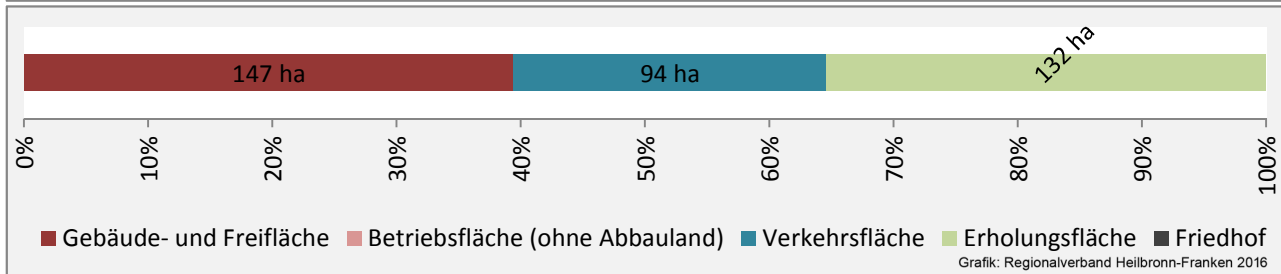 147 ha 94 ha 132 ha
0% 10% 20% 30% 40% 50% 60% 70% 80% 90% 100%
Gebäude- und Freifläche Betriebsfläche (ohne Abbauland) Verkehrsfläche Erholungsfläche Friedhof
Grafik: Regionalverband Heilbronn-Franken 2016